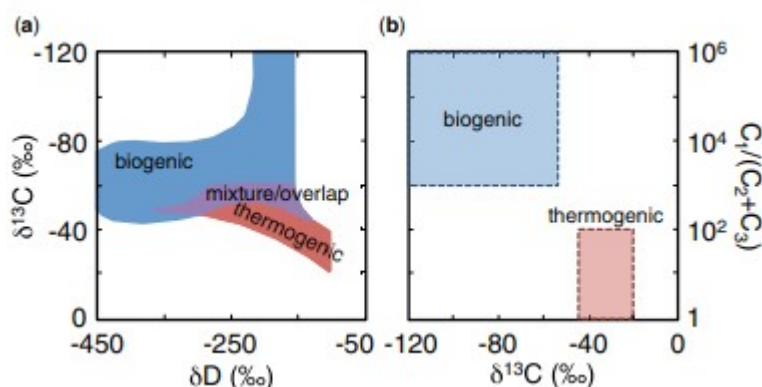 (a)
-120
-80
-40
0
δ¹³C (‰)
biogenic
mixture/overlap
thermogenic
-450
-250
-50
δD (‰)
(b)
biogenic
thermogenic
10⁶
10⁴
10²
1
C₁/(C₂+C₃)
-120
-80
-40
0
δ¹³C (‰)